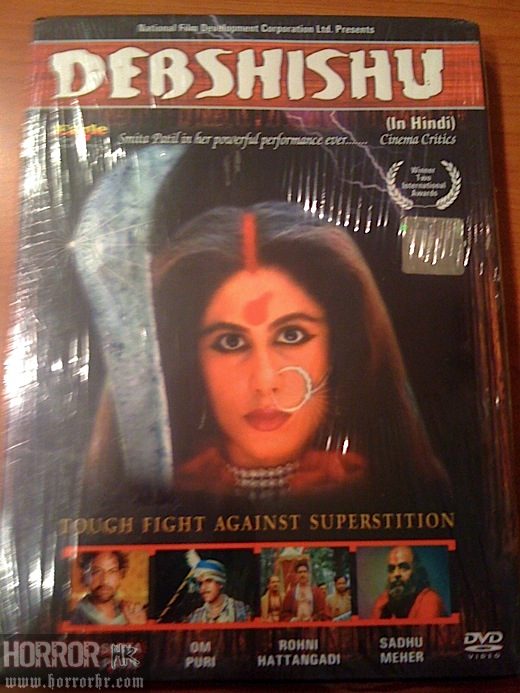 National Film Development Corporation Ltd. Presents
DEBSHISHU
(In Hindi)
Eagle
Smita Patil in her powerful performance ever...... Cinema Critics
Winner
Two
International
Awards
TOUGH FIGHT AGAINST SUPERSTITION
OM
PURI
ROHNI
HATTANGADI
SADHU
MEHER
DVD
VIDEO
HORROR HR
www.horrorhr.com